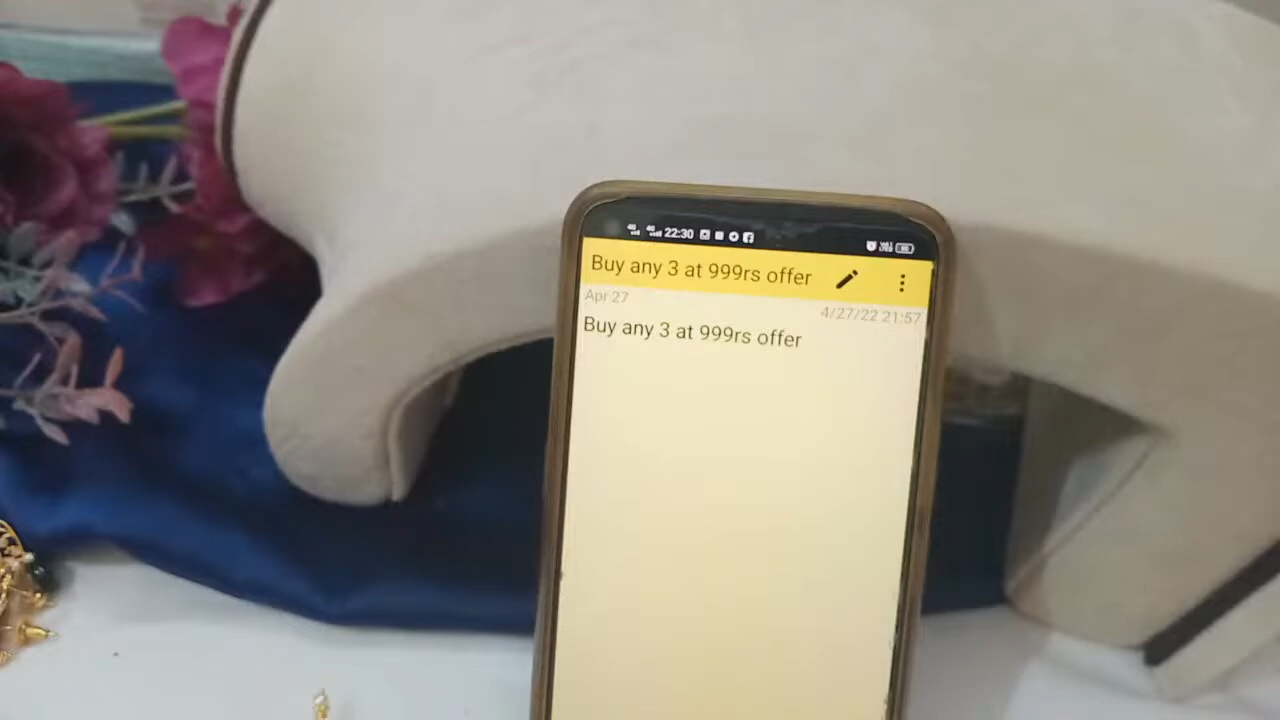 22:30
Buy any 3 at 999rs offer
Apr 27
4/27/22 21:57
Buy any 3 at 999rs offer